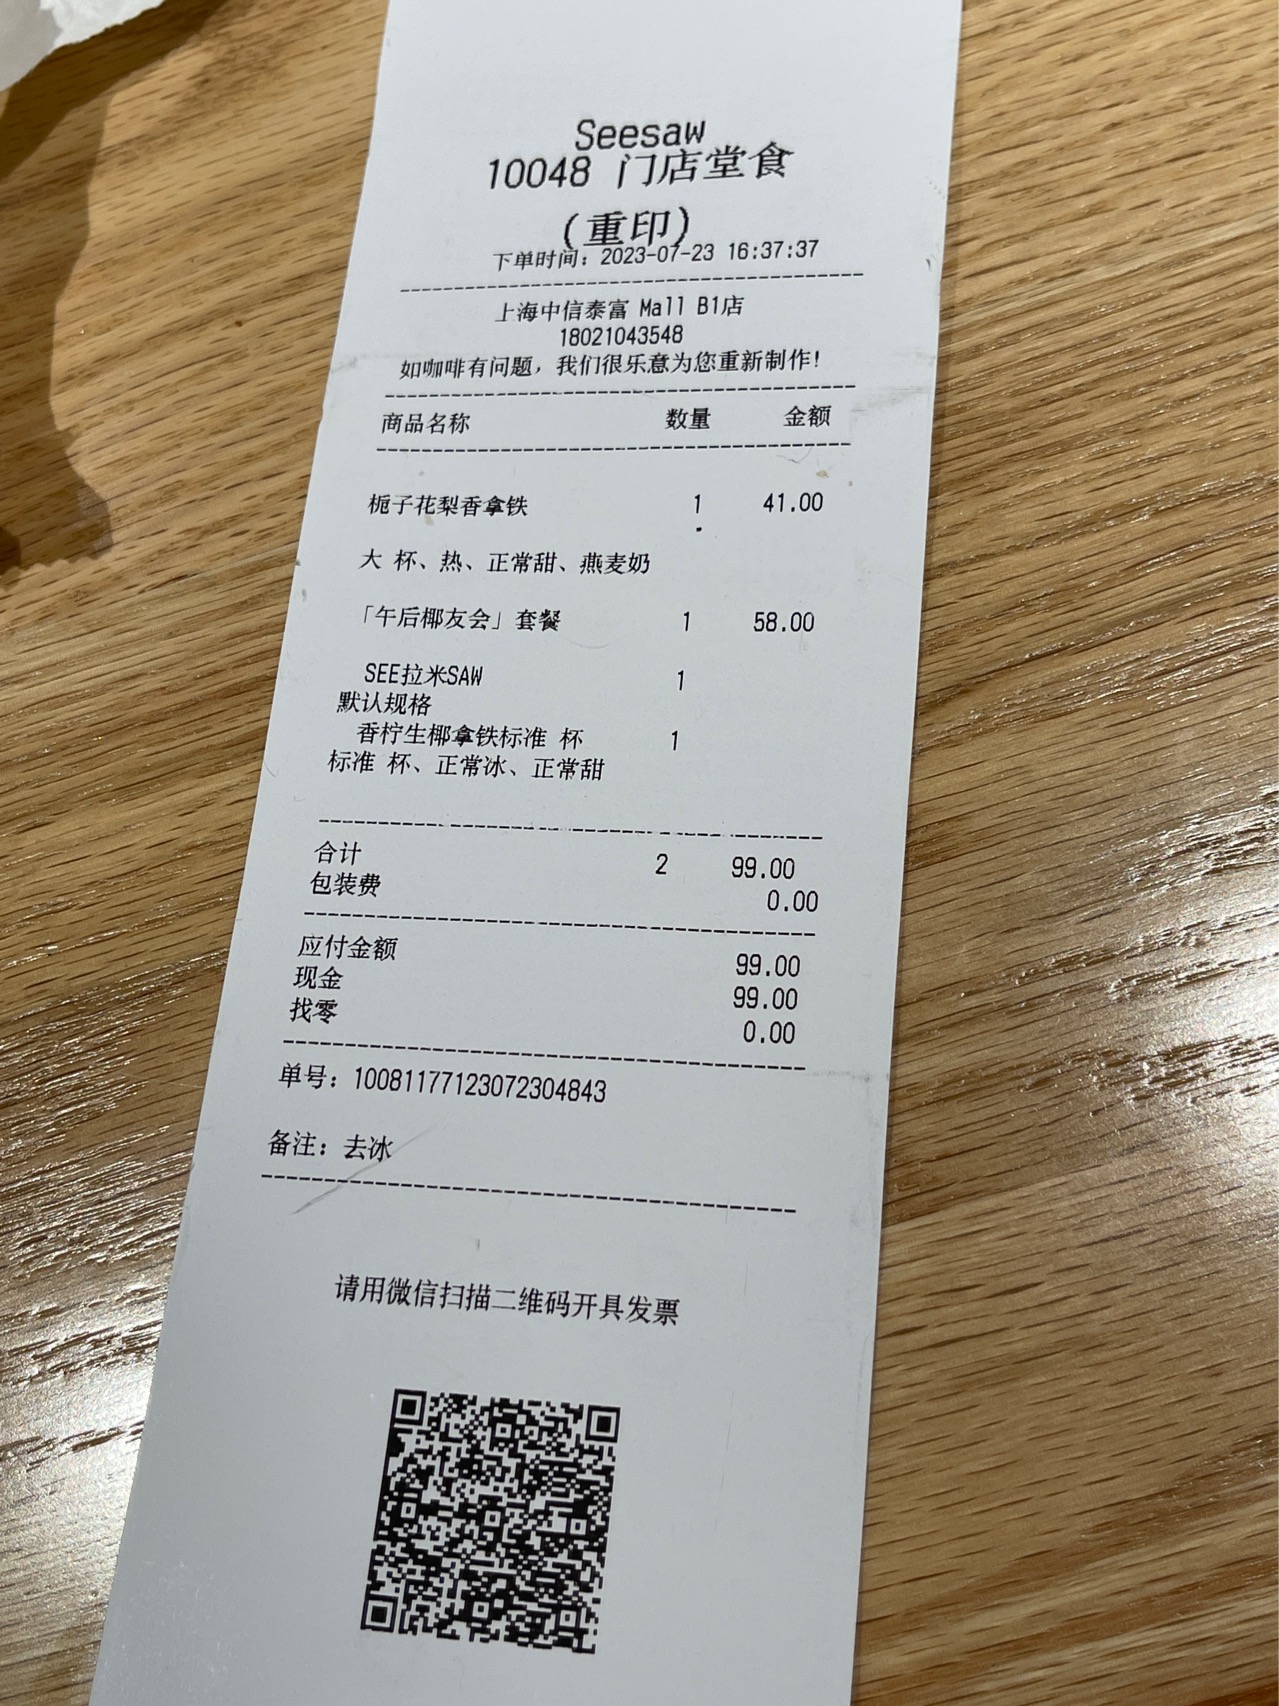 Seesaw
10048 门店堂食
(重印)
下单时间：2023-07-23 16:37:37
上海中信泰富 Mall B1店
18021043548
如咖啡有问题，我们很乐意为您重新制作！
商品名称 数量 金额
栀子花梨香拿铁 1 41.00
大 杯、热、正常甜、燕麦奶
「午后椰友会」套餐 1 58.00
SEE拉米SAW 1
默认规格
香柠生椰拿铁标准 杯 1
标准 杯、正常冰、正常甜
合计 2 99.00
包装费 0.00
应付金额 99.00
现金 99.00
找零 0.00
单号：10081177123072304843
备注：去冰
请用微信扫描二维码开具发票